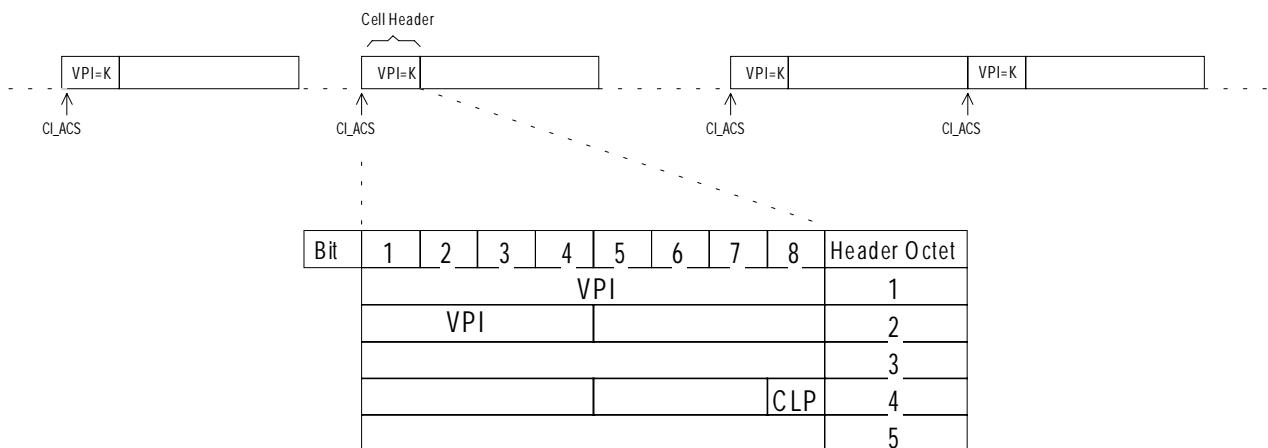 Cell Header
VPI=K VPI=K VPI=K VPI=K
CI_ACS CI_ACS CI_ACS CI_ACS
Bit 1 2 3 4 5 6 7 8 Header Octet
VPI 1
VPI 2
3
CLP 4
5